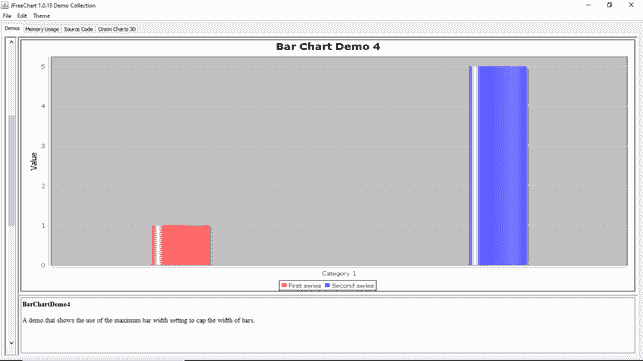 JFreeChart 1.0.19 Demo Collection
File Edit Theme
Demos Memory Usage Source Code Orson Charts 3D
Bar Chart Demo 4
5
4
3
2
1
0
Value
Category 1
First series Second series
BarChartDemo4
A demo that shows the use of the maximum bar width setting to cap the width of bars.